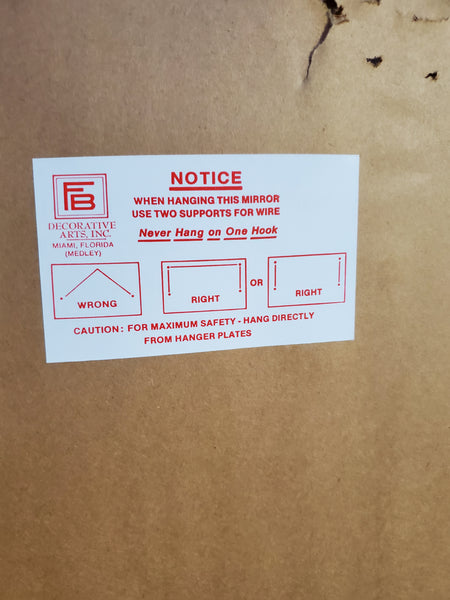 FB
DECORATIVE
ARTS, INC.
MIAMI, FLORIDA
(MEDLEY)
NOTICE
WHEN HANGING THIS MIRROR
USE TWO SUPPORTS FOR WIRE
Never Hang on One Hook
WRONG
RIGHT
OR
RIGHT
CAUTION: FOR MAXIMUM SAFETY - HANG DIRECTLY
FROM HANGER PLATES